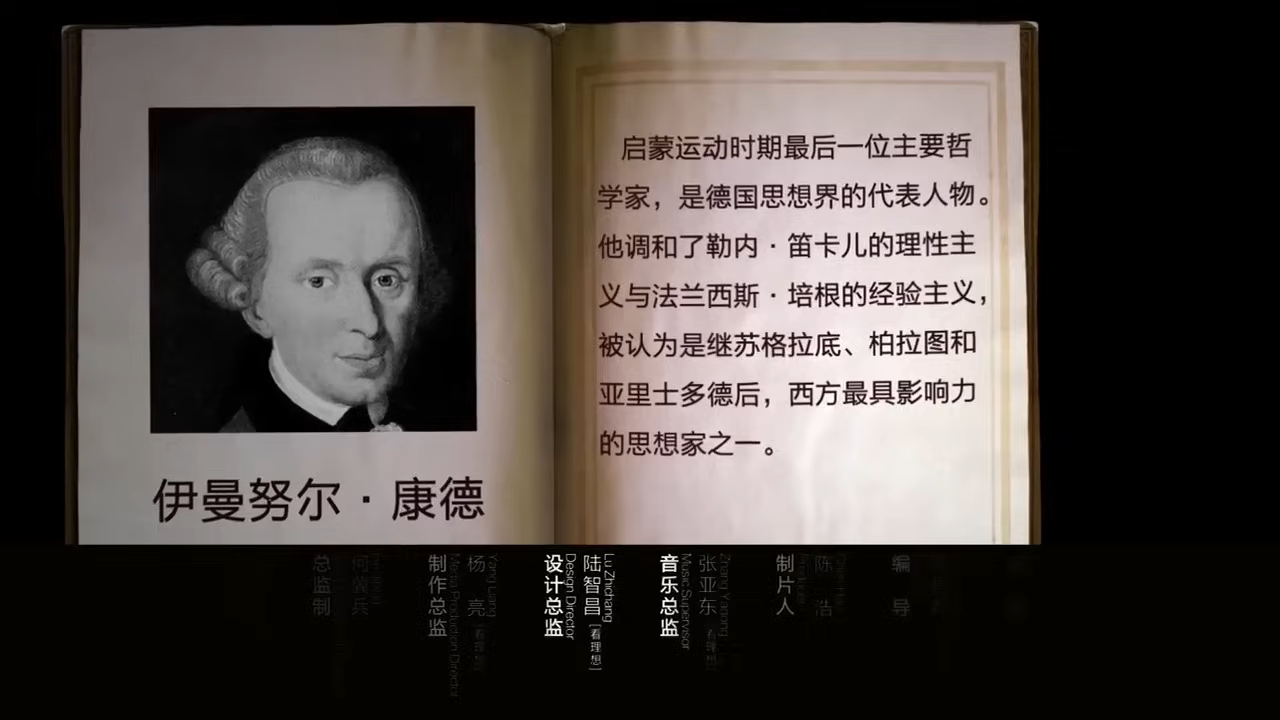 启蒙运动时期最后一位主要哲
学家，是德国思想界的代表人物。
他调和了勒内·笛卡儿的理性主
义与法兰西斯·培根的经验主义，
被认为是继苏格拉底、柏拉图和
亚里士多德后，西方最具影响力
的思想家之一。
伊曼努尔·康德
总监制
制作总监
杨亮
Yang Liang
设计总监
Design Director
陆智昌
Lu Zhichang
[看理想]
音乐总监
Music Supervisor
张亚东
Zhang Yadong
[看理想]
制片人
陈浩
编导